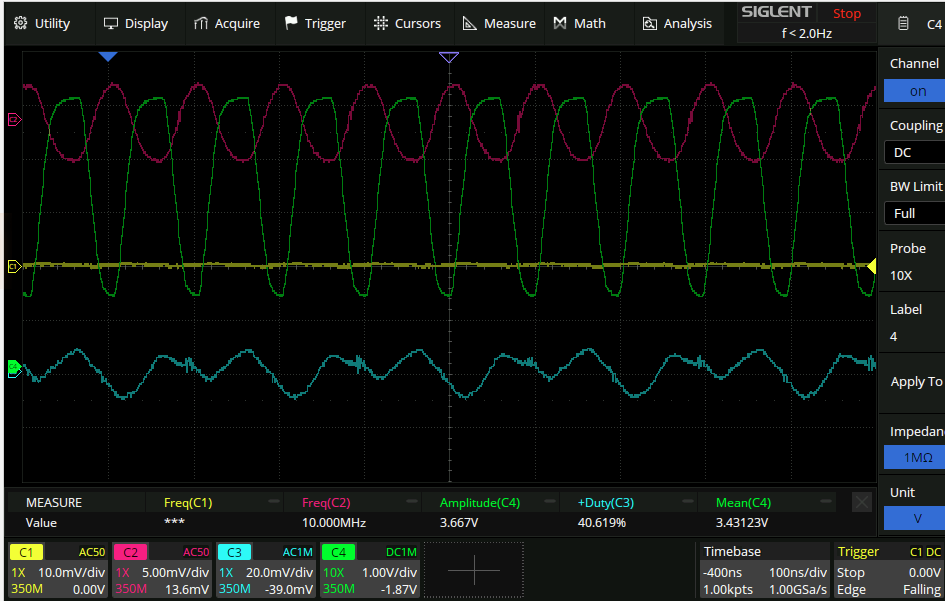 Utility Display Acquire Trigger Cursors Measure Math Analysis SIGLENT Stop C4
f < 2.0Hz
Channel
on
Coupling
DC
BW Limit
Full
Probe
10X
Label
4
Apply To
Impedan
1MΩ
Unit
V
C2
C1
MEASURE Freq(C1) Freq(C2) Amplitude(C4) +Duty(C3) Mean(C4)
Value *** 10.000MHz 3.667V 40.619% 3.43123V
C1 AC50 C2 AC50 C3 AC1M C4 DC1M Timebase Trigger C1 DC
1X 10.0mV/div 1X 5.00mV/div 1X 20.0mV/div 10X 1.00V/div -400ns 100ns/div Stop 0.00V
350M 0.00V 350M 13.6mV 350M -39.0mV 350M -1.87V 1.00kpts 1.00GSa/s Edge Falling